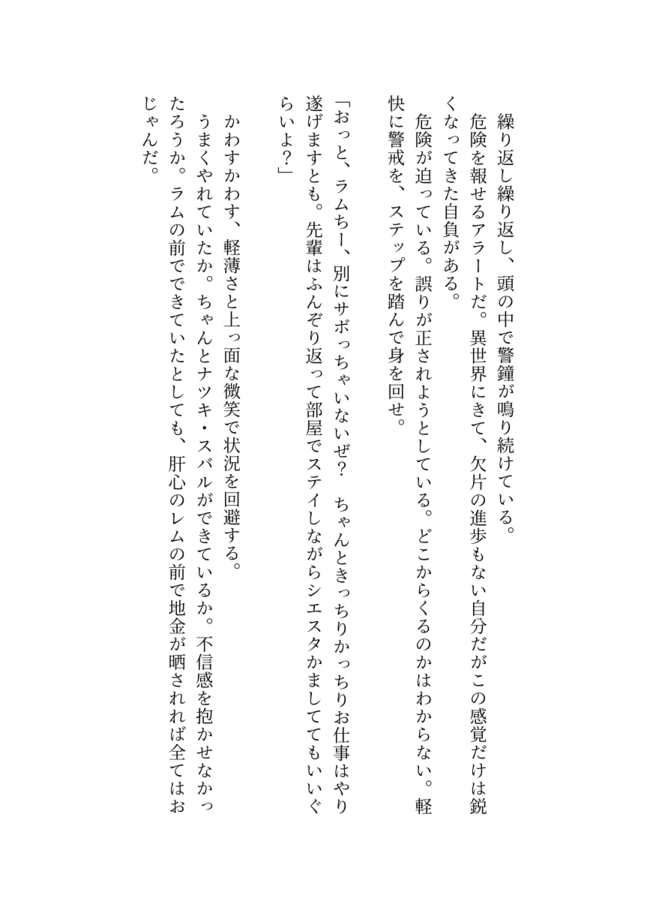 繰り返し繰り返し、頭の中で警鐘が鳴り続けている。
危険を報せるアラートだ。異世界にきて、欠片の進歩もない自分だがこの感覚だけは鋭
くなってきた自負がある。
危険が迫っている。誤りが正されようとしている。どこからくるのかはわからない。軽
快に警戒を、ステップを踏んで身を回せ。
「おっと、ラムちー、別にサボっちゃいないぜ？　ちゃんときっちりかっちりお仕事はやり
遂げますとも。先輩はふんぞり返って部屋でステイしながらシエスタかましててもいいぐ
らいよ？」
かわすかわす、軽薄さと上っ面な微笑で状況を回避する。
うまくやれていたか。ちゃんとナツキ・スバルができているか。不信感を抱かせなかっ
たろうか。ラムの前でできていたとしても、肝心のレムの前で地金が晒されれば全てはお
じゃんだ。